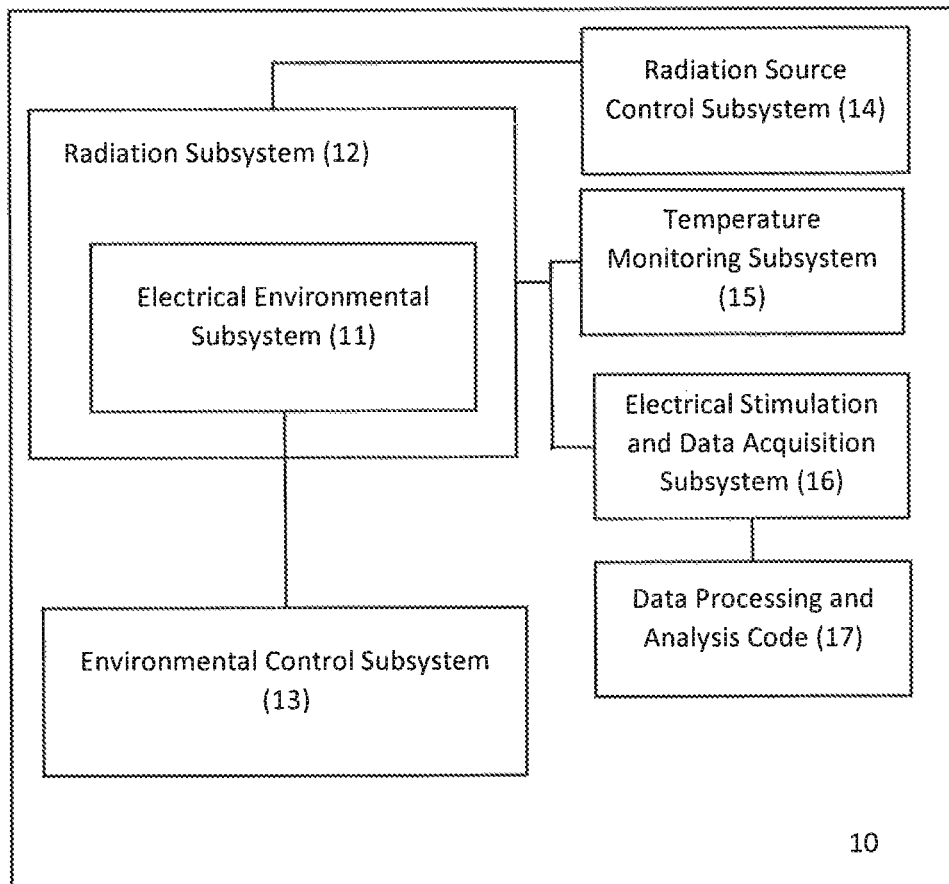 Radiation Source
Control Subsystem (14)
Radiation Subsystem (12)
Temperature
Monitoring Subsystem
(15)
Electrical Environmental
Subsystem (11)
Electrical Stimulation
and Data Acquisition
Subsystem (16)
Data Processing and
Analysis Code (17)
Environmental Control Subsystem
(13)
10